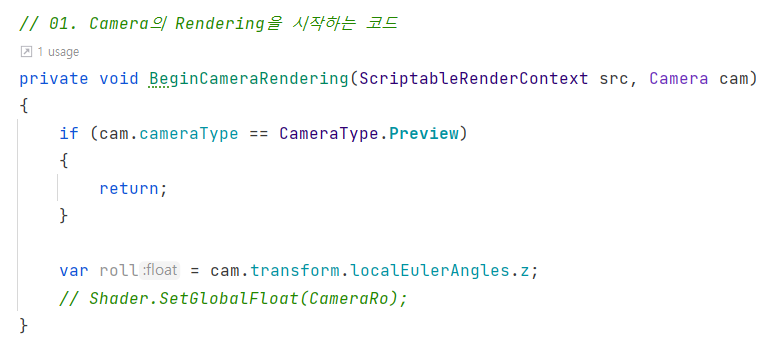 // 01. Camera의 Rendering을 시작하는 코드
1 usage
private void BeginCameraRendering(ScriptableRenderContext src, Camera cam)
{
    if (cam.cameraType == CameraType.Preview)
    {
        return;
    }
    var roll :float = cam.transform.localEulerAngles.z;
    // Shader.SetGlobalFloat(CameraRo);
}